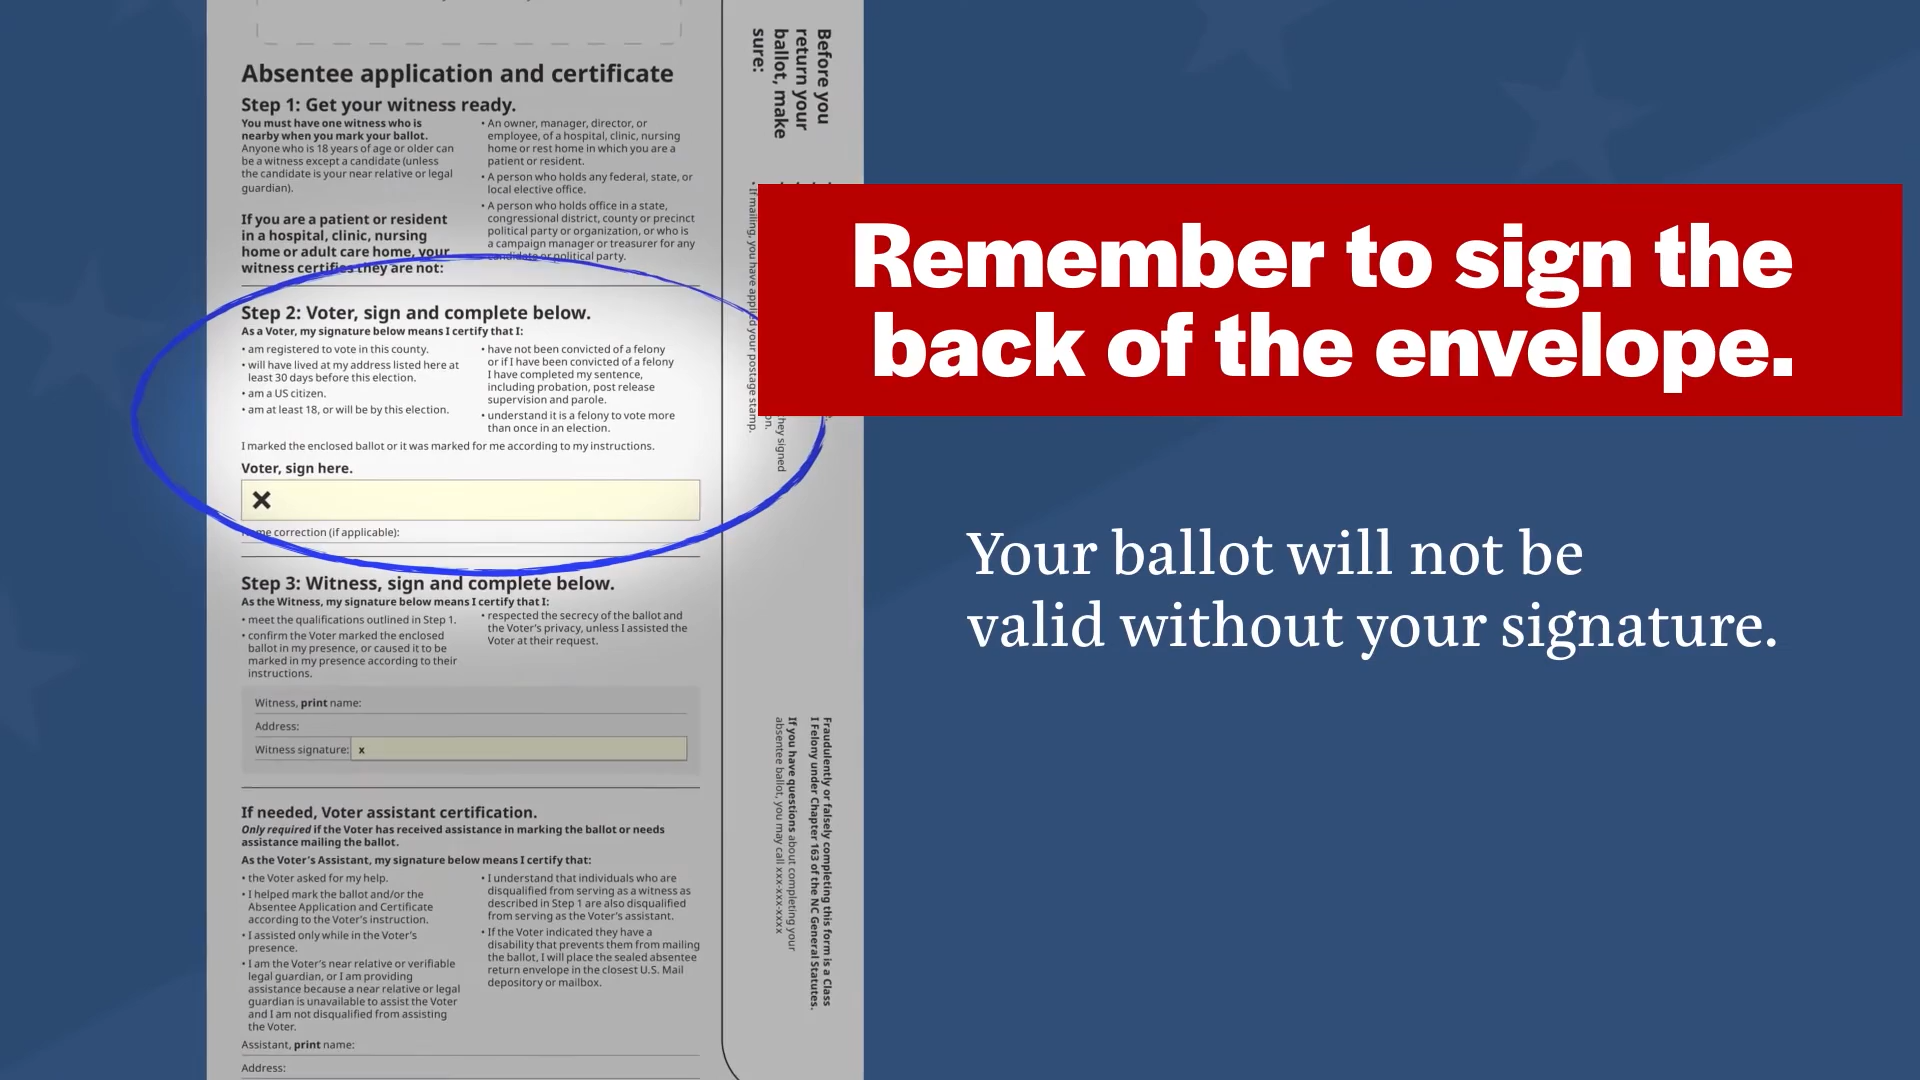 Absentee application and certificate
Step 1: Get your witness ready.
You must have one witness who is
nearby when you mark your ballot.
Anyone who is 18 years of age or older can
be a witness except a candidate (unless
the candidate is your near relative or legal
guardian).
If you are a patient or resident
in a hospital, clinic, nursing
home or adult care home, your
witness certifies they are not:
• An owner, manager, director, or
employee, of a hospital, clinic, nursing
home or rest home in which you are a
patient or resident.
• A person who holds any federal, state, or
local elective office.
• A person who holds office in a state,
congressional district, county or precinct
political party or organization, or who is
a campaign manager or treasurer for any
candidate or political party.
Step 2: Voter, sign and complete below.
As a Voter, my signature below means I certify that I:
• am registered to vote in this county.
• will have lived at my address listed here at
least 30 days before this election.
• am a US citizen.
• am at least 18, or will be by this election.
• have not been convicted of a felony
or if I have been convicted of a felony
I have completed my sentence,
including probation, post release
supervision and parole.
• understand it is a felony to vote more
than once in an election.
I marked the enclosed ballot or it was marked for me according to my instructions.
Voter, sign here.
X
Name correction (if applicable):
Step 3: Witness, sign and complete below.
As the Witness, my signature below means I certify that I:
• meet the qualifications outlined in Step 1.
• confirm the Voter marked the enclosed
ballot in my presence, or caused it to be
marked in my presence according to their
instructions.
• respected the secrecy of the ballot and
the Voter's privacy, unless I assisted the
Voter at their request.
Witness, print name:
Address:
Witness signature: x
If needed, Voter assistant certification.
Only required if the Voter has received assistance in marking the ballot or needs
assistance mailing the ballot.
As the Voter's Assistant, my signature below means I certify that:
• the Voter asked for my help.
• I helped mark the ballot and/or the
Absentee Application and Certificate
according to the Voter's instruction.
• I assisted only while in the Voter's
presence.
• I am the Voter's near relative or verifiable
legal guardian, or I am providing
assistance because a near relative or legal
guardian is unavailable to assist the Voter
and I am not disqualified from assisting
the Voter.
• I understand that individuals who are
disqualified from serving as a witness as
described in Step 1 are also disqualified
from serving as the Voter's assistant.
• If the Voter indicated they have a
disability that prevents them from mailing
the ballot, I will place the sealed absentee
return envelope in the closest U.S. Mail
depository or mailbox.
Assistant, print name:
Address:
Before you
return your
ballot, make
sure:
they signed
• If mailing, you have applied your postage stamp.
Fraudulently or falsely completing this form is a Class
I Felony under Chapter 163 of the NC General Statutes.
If you have questions about completing your
absentee ballot, you may call xxx-xxx-xxxx
Remember to sign the
back of the envelope.
Your ballot will not be
valid without your signature.